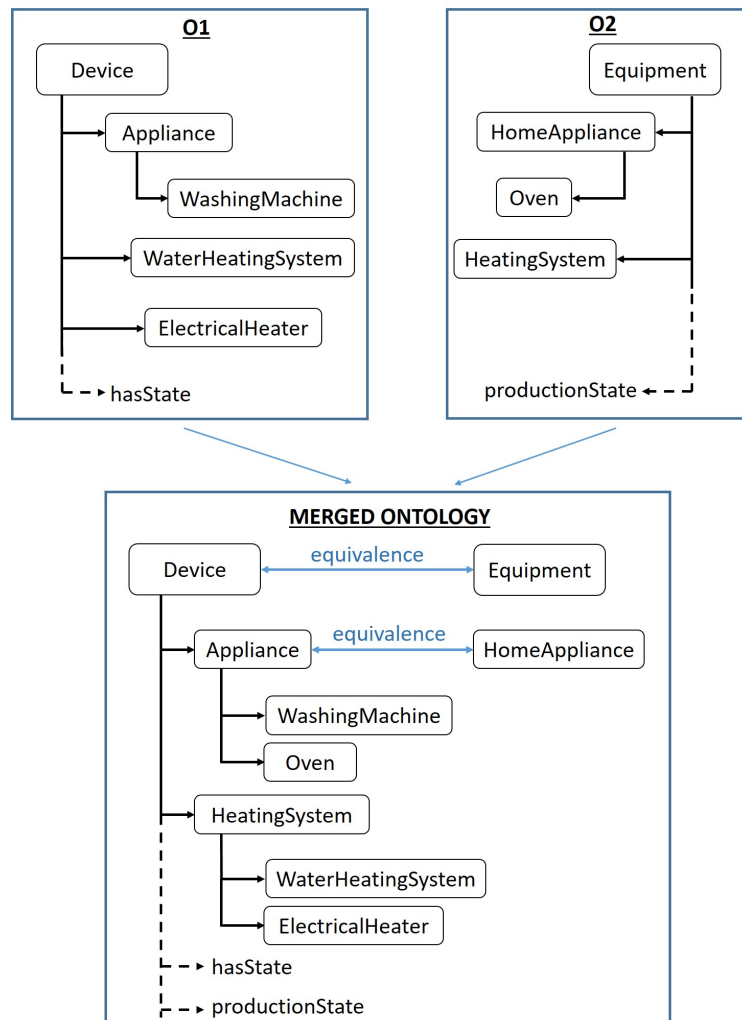 O1
Device
Appliance
WashingMachine
WaterHeatingSystem
ElectricalHeater
hasState
O2
Equipment
HomeAppliance
Oven
HeatingSystem
productionState
MERGED ONTOLOGY
Device
equivalence
Equipment
Appliance
equivalence
HomeAppliance
WashingMachine
Oven
HeatingSystem
WaterHeatingSystem
ElectricalHeater
hasState
productionState